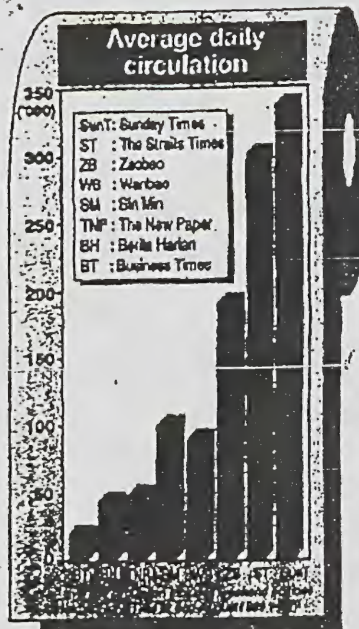 Average daily
circulation
350
('000)
SunT: Sunday Times
ST : The Straits Times
ZB : Zaobao
WB : Wanbao
SM : Sin Min
TNP : The New Paper
BH : Berita Harian
BT : Business Times
300
250
200
150
100
50
0